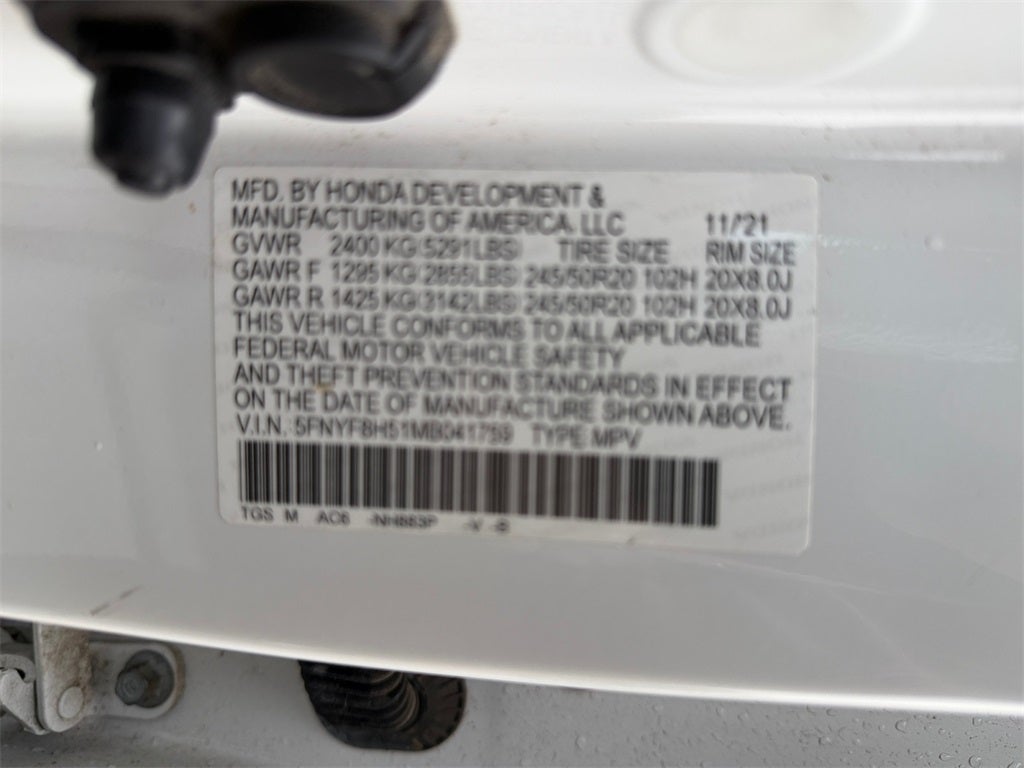 MFD. BY HONDA DEVELOPMENT &
MANUFACTURING OF AMERICA, LLC 11/21
GVWR 2400 KG(5291LBS) TIRE SIZE RIM SIZE
GAWR F 1295 KG(2855LBS) 245/50R20 102H 20X8.0J
GAWR R 1425 KG(3142LBS) 245/50R20 102H 20X8.0J
THIS VEHICLE CONFORMS TO ALL APPLICABLE
FEDERAL MOTOR VEHICLE SAFETY
AND THEFT PREVENTION STANDARDS IN EFFECT
ON THE DATE OF MANUFACTURE SHOWN ABOVE.
V.I.N.: 5FNYF8H51MB041759 TYPE:MPV
TGS M AC6 -NH883P -V -S